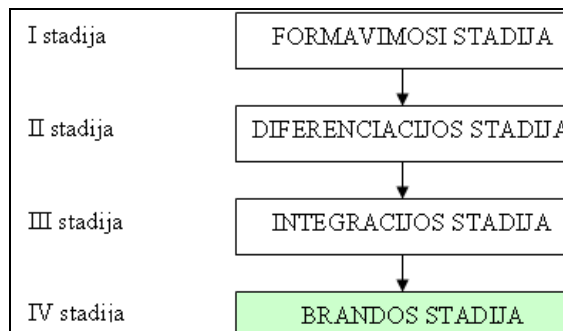 I stadija FORMAVIMOSI STADIJA
II stadija DIFERENCIACIJOS STADIJA
III stadija INTEGRACIJOS STADIJA
IV stadija BRANDOS STADIJA